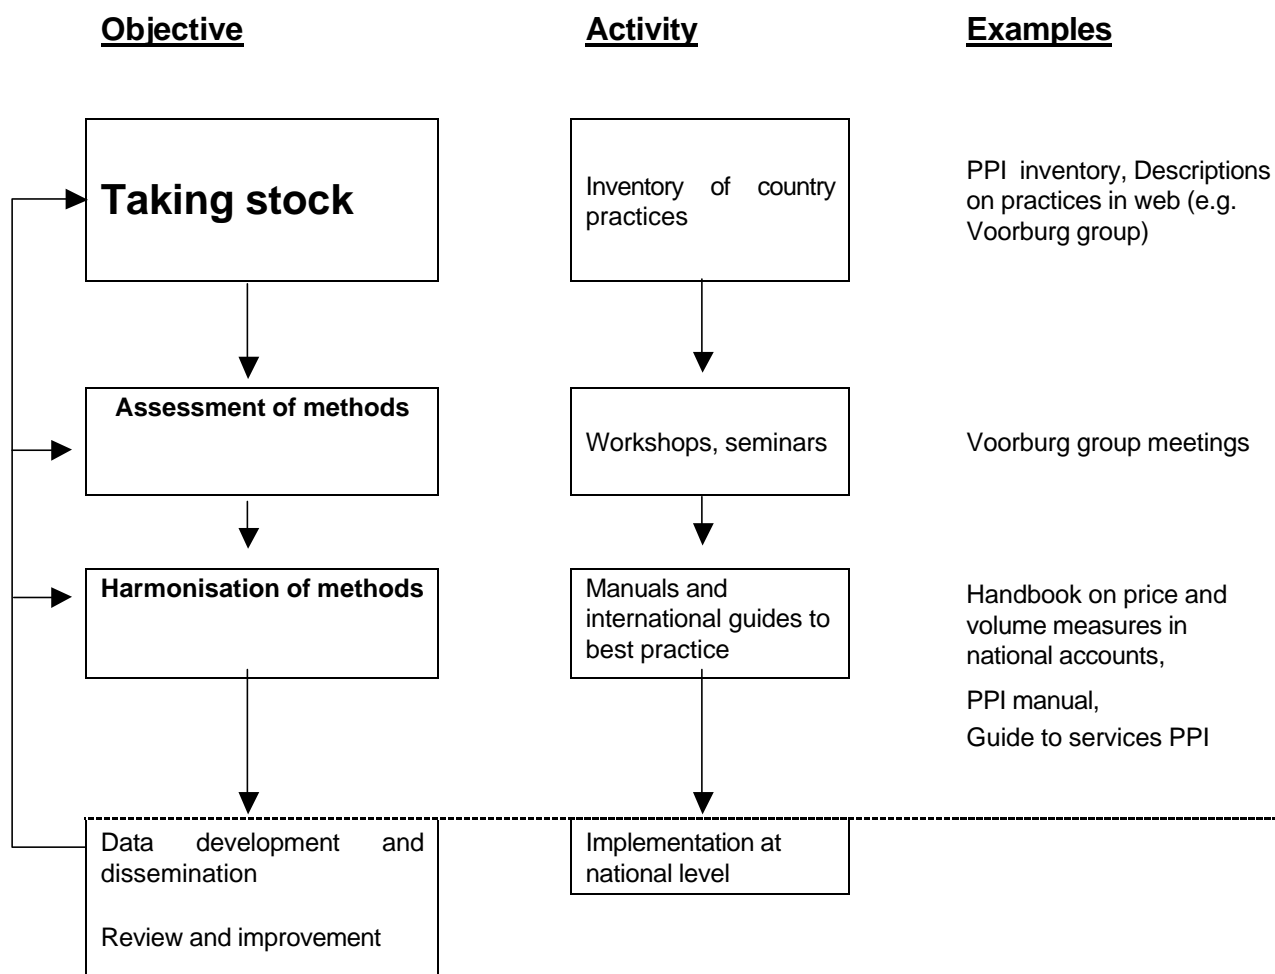 Objective
Activity
Examples
Taking stock
Inventory of country
practices
PPI inventory, Descriptions
on practices in web (e.g.
Voorburg group)
Assessment of methods
Workshops, seminars
Voorburg group meetings
Harmonisation of methods
Manuals and
international guides to
best practice
Handbook on price and
volume measures in
national accounts,
PPI manual,
Guide to services PPI
Data development and
dissemination
Review and improvement
Implementation at
national level